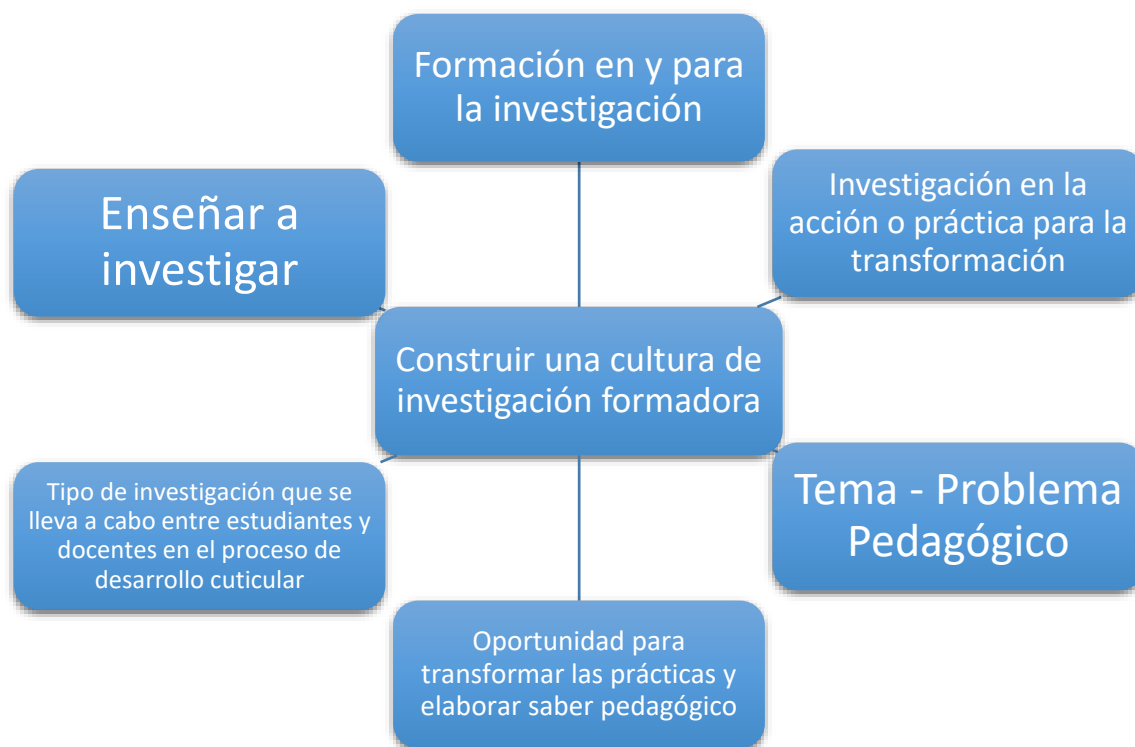 Formación en y para
la investigación
Enseñar a
investigar
Investigación en la
acción o práctica para la
transformación
Construir una cultura de
investigación formadora
Tipo de investigación que se
lleva a cabo entre estudiantes y
docentes en el proceso de
desarrollo cuticular
Tema - Problema
Pedagógico
Oportunidad para
transformar las prácticas y
elaborar saber pedagógico